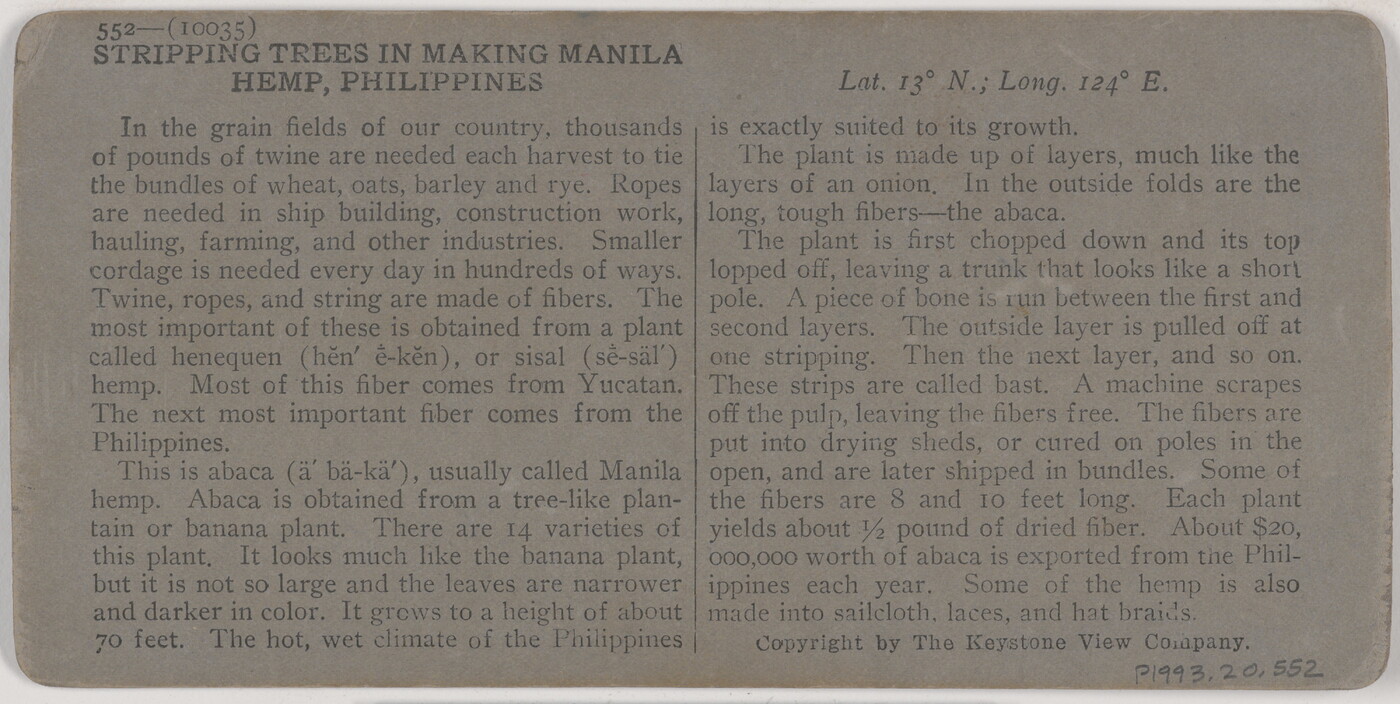 552—(10035)
STRIPPING TREES IN MAKING MANILA
HEMP, PHILIPPINES
Lat. 13° N.; Long. 124° E.
In the grain fields of our country, thousands
of pounds of twine are needed each harvest to tie
the bundles of wheat, oats, barley and rye. Ropes
are needed in ship building, construction work,
hauling, farming, and other industries. Smaller
cordage is needed every day in hundreds of ways.
Twine, ropes, and string are made of fibers. The
most important of these is obtained from a plant
called henequen (hĕn′ ḗ-kĕn), or sisal (sḗ-säl′)
hemp. Most of this fiber comes from Yucatan.
The next most important fiber comes from the
Philippines.
This is abaca (ä′ bä-kä′), usually called Manila
hemp. Abaca is obtained from a tree-like plan-
tain or banana plant. There are 14 varieties of
this plant. It looks much like the banana plant,
but it is not so large and the leaves are narrower
and darker in color. It grows to a height of about
70 feet. The hot, wet climate of the Philippines
is exactly suited to its growth.
The plant is made up of layers, much like the
layers of an onion. In the outside folds are the
long, tough fibers—the abaca.
The plant is first chopped down and its top
lopped off, leaving a trunk that looks like a short
pole. A piece of bone is run between the first and
second layers. The outside layer is pulled off at
one stripping. Then the next layer, and so on.
These strips are called bast. A machine scrapes
off the pulp, leaving the fibers free. The fibers are
put into drying sheds, or cured on poles in the
open, and are later shipped in bundles. Some of
the fibers are 8 and 10 feet long. Each plant
yields about ½ pound of dried fiber. About $20,
000,000 worth of abaca is exported from the Phil-
ippines each year. Some of the hemp is also
made into sailcloth, laces, and hat braids.
Copyright by The Keystone View Company.
P1993.20.552